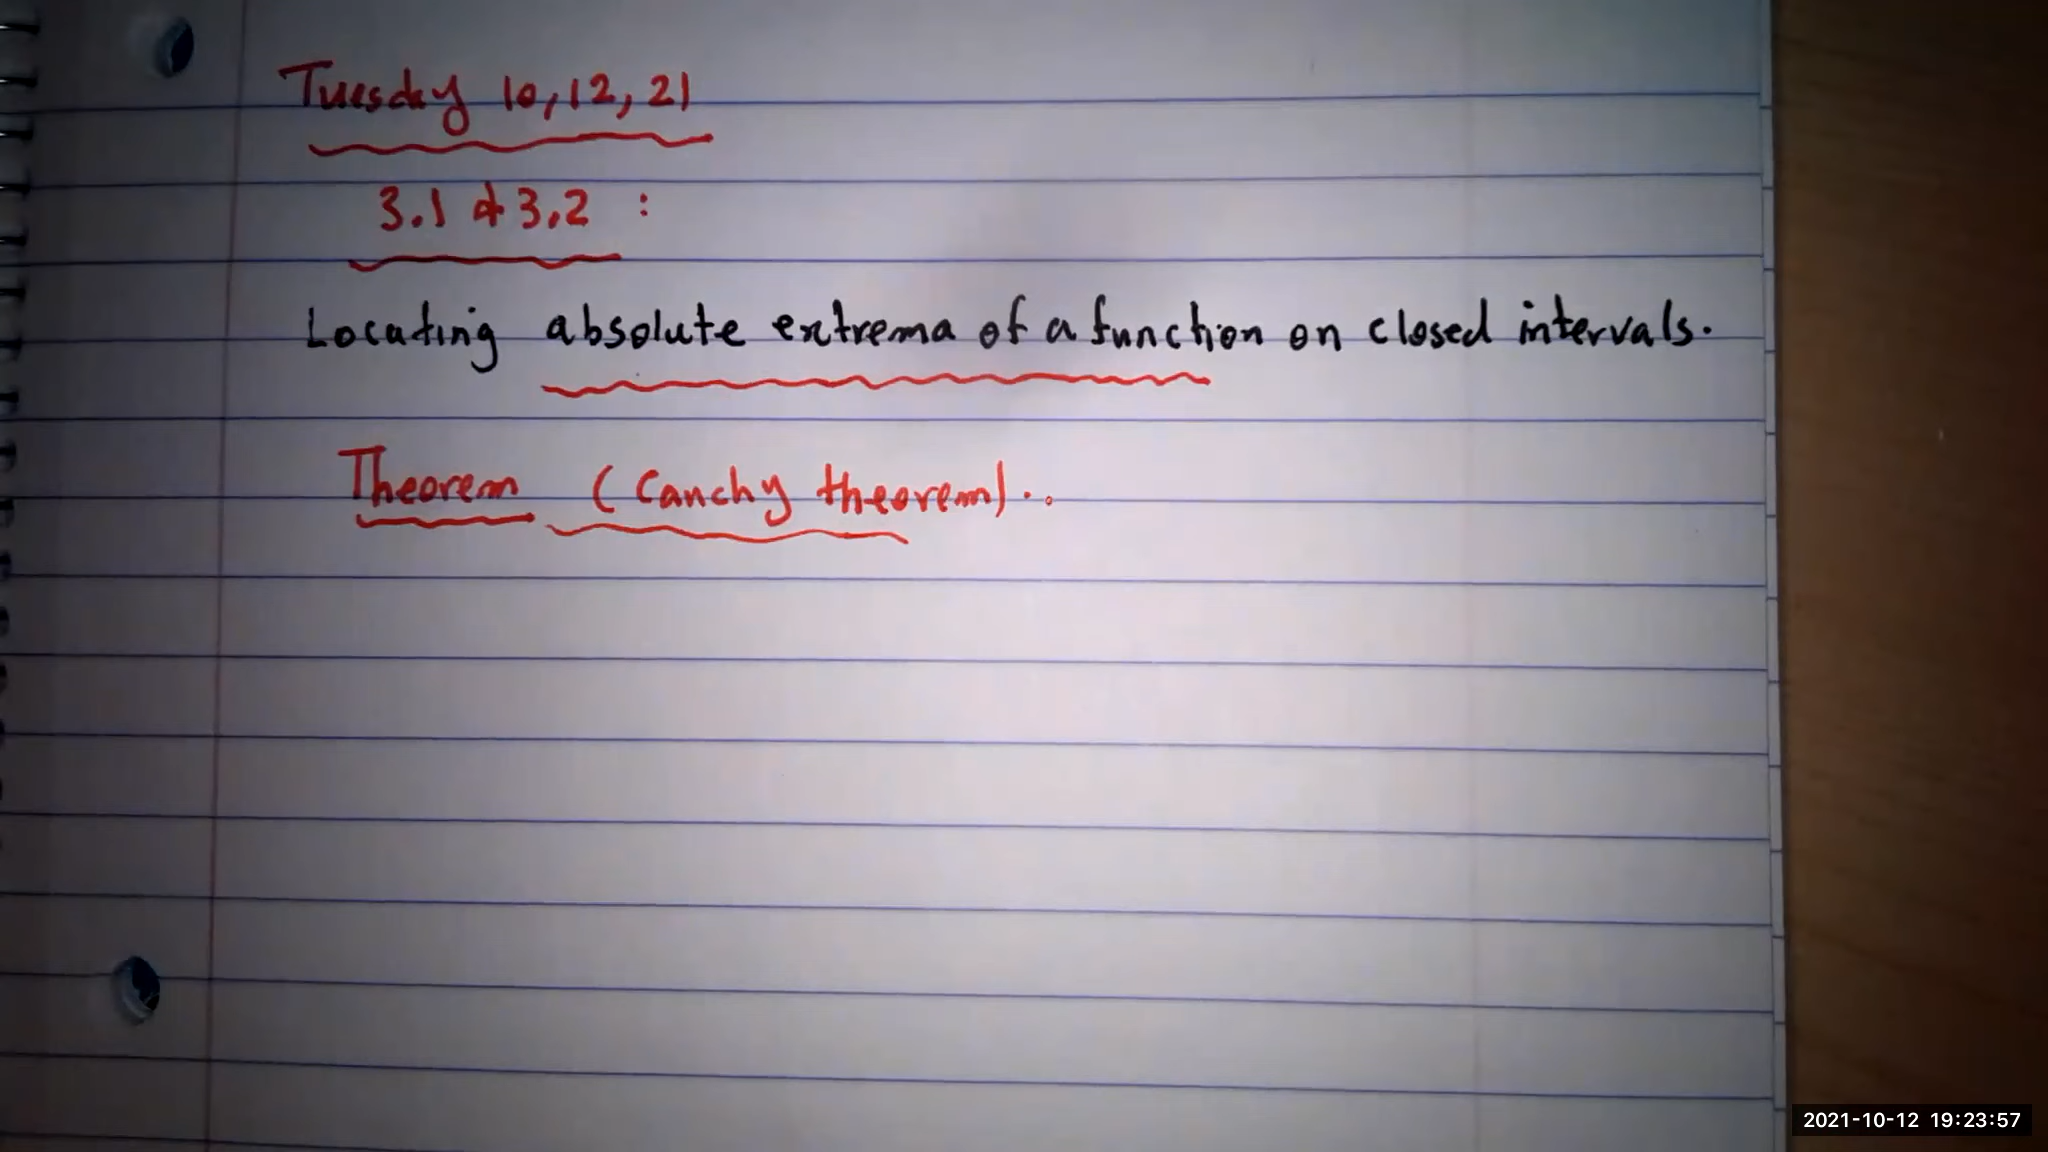 Tuesday 10, 12, 21
3.1 & 3.2 :
Locating absolute extrema of a function on closed intervals.
Theorem (Cauchy theorem)..
2021-10-12 19:23:57